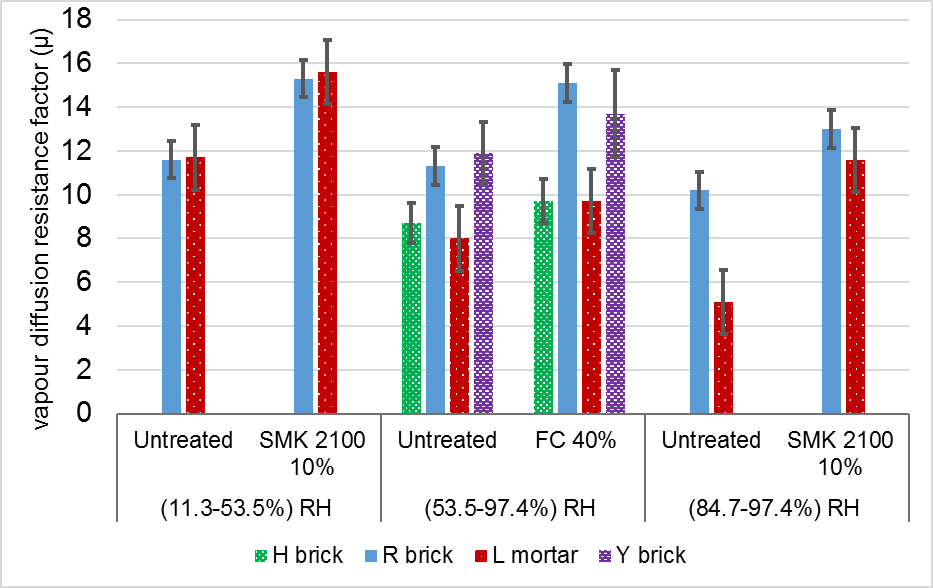 vapour diffusion resistance factor (µ)
18
16
14
12
10
8
6
4
2
0
Untreated
SMK 2100
10%
Untreated
FC 40%
Untreated
SMK 2100
10%
(11.3-53.5%) RH
(53.5-97.4%) RH
(84.7-97.4%) RH
H brick
R brick
L mortar
Y brick